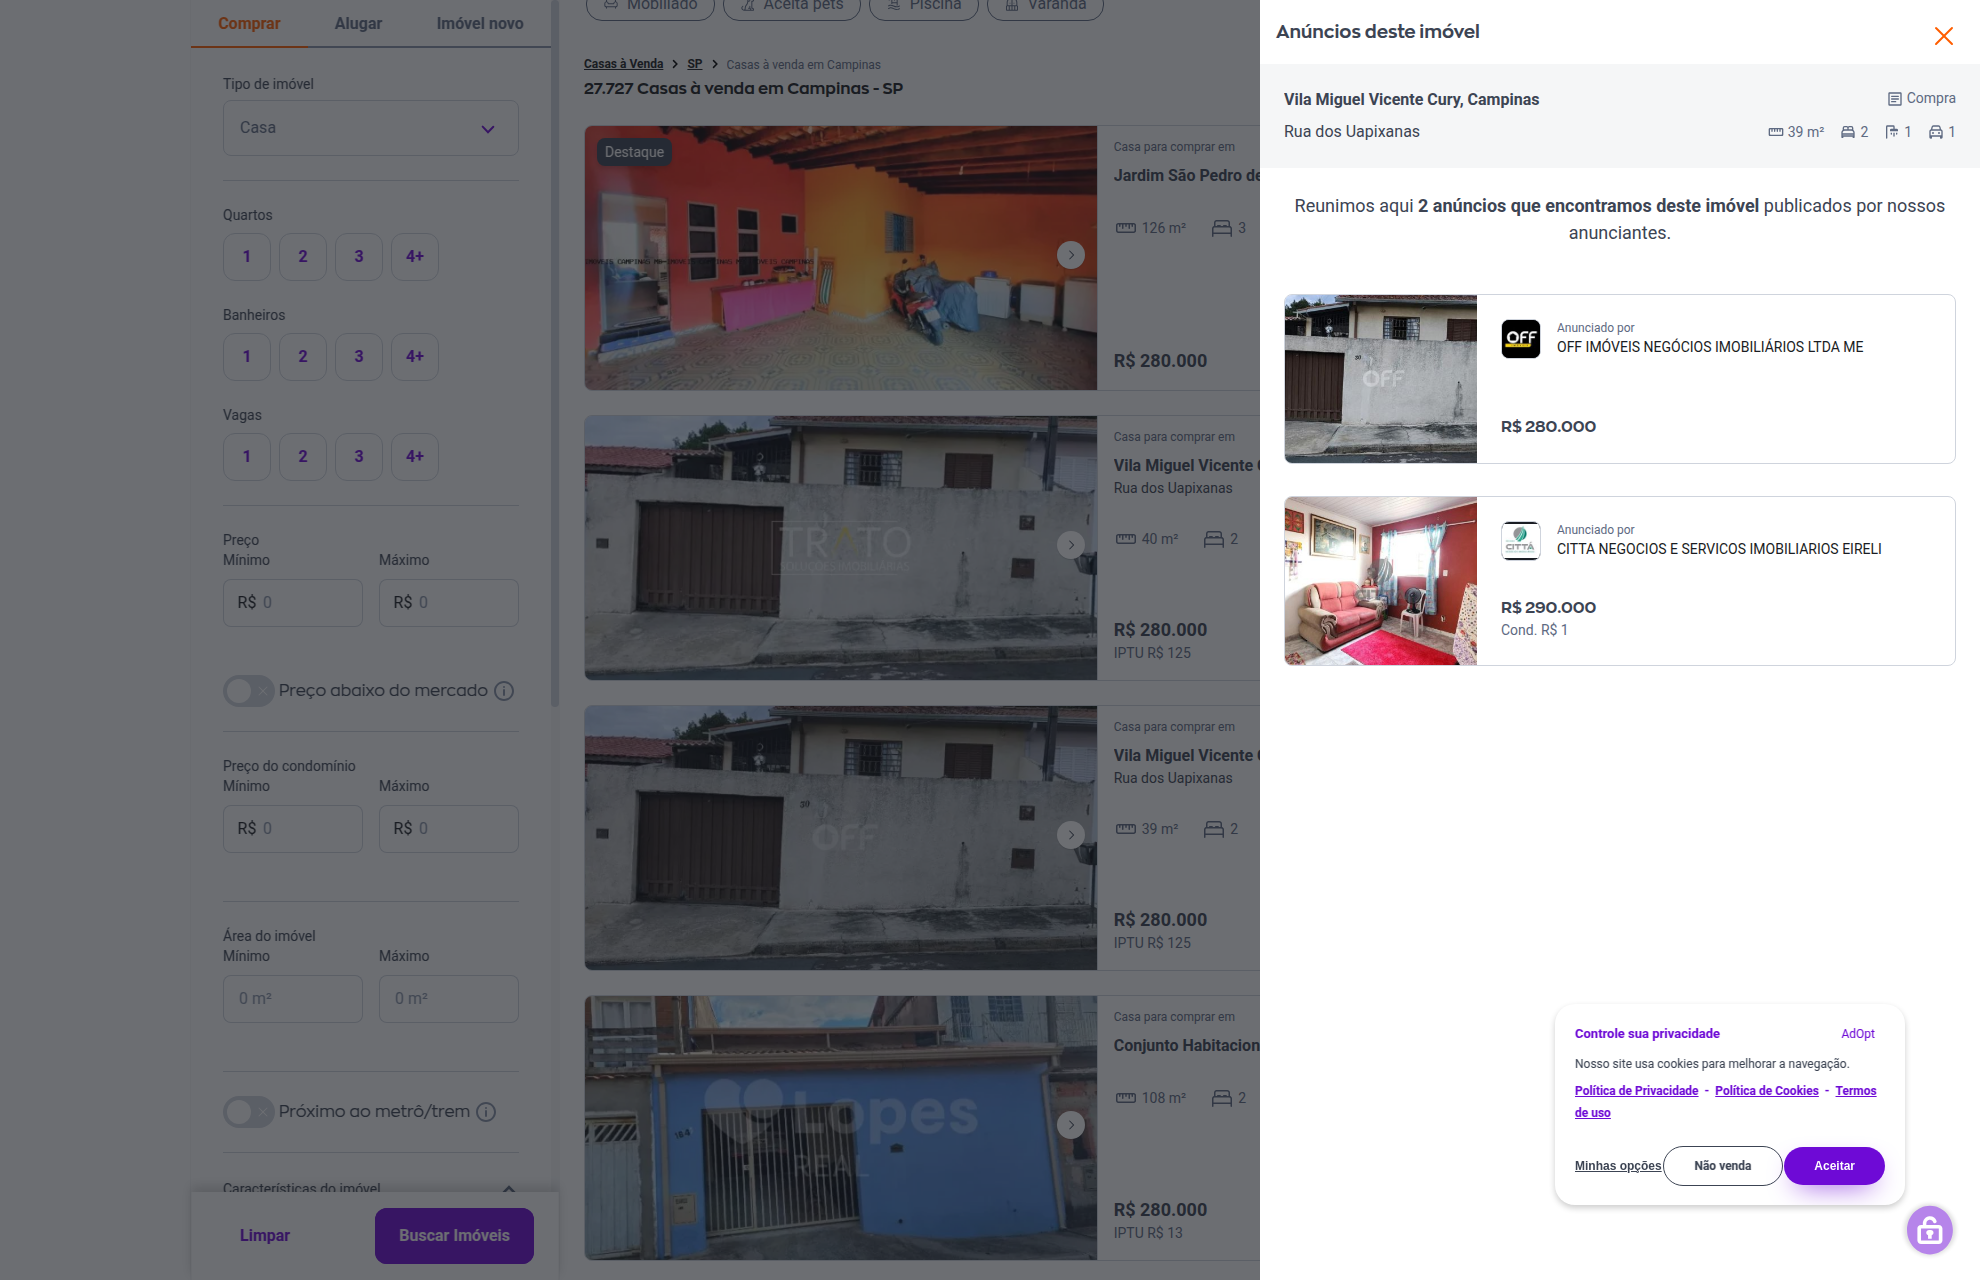 Comprar
Alugar
Imóvel novo
Tipo de imóvel
Casa
Quartos
1
2
3
4+
Banheiros
1
2
3
4+
Vagas
1
2
3
4+
Preço
Mínimo
Máximo
R$ 0
R$ 0
Preço abaixo do mercado
Preço do condomínio
Mínimo
Máximo
R$ 0
R$ 0
Área do imóvel
Mínimo
Máximo
0 m²
0 m²
Próximo ao metrô/trem
Características do imóvel
Limpar
Buscar Imóveis
Mobiliado
Aceita pets
Piscina
Varanda
Casas à Venda > SP > Casas à venda em Campinas
27.727 Casas à venda em Campinas - SP
Destaque
Casa para comprar em
Jardim São Pedro de
126 m²
3
R$ 280.000
TRATO
SOLUÇÕES IMOBILIÁRIAS
Casa para comprar em
Vila Miguel Vicente
Rua dos Uapixanas
40 m²
2
R$ 280.000
IPTU R$ 125
39
OFF
Casa para comprar em
Vila Miguel Vicente
Rua dos Uapixanas
39 m²
2
R$ 280.000
IPTU R$ 125
Lopes
REAL
Casa para comprar em
Conjunto Habitacion
108 m²
2
R$ 280.000
IPTU R$ 13
Anúncios deste imóvel
Vila Miguel Vicente Cury, Campinas
Compra
Rua dos Uapixanas
39 m²
2
1
1
Reunimos aqui 2 anúncios que encontramos deste imóvel publicados por nossos
anunciantes.
OFF
OFF
Anunciado por
OFF IMÓVEIS NEGÓCIOS IMOBILIÁRIOS LTDA ME
R$ 280.000
CITTÀ
Anunciado por
CITTA NEGOCIOS E SERVICOS IMOBILIARIOS EIRELI
R$ 290.000
Cond. R$ 1
Controle sua privacidade
AdOpt
Nosso site usa cookies para melhorar a navegação.
Política de Privacidade - Política de Cookies - Termos
de uso
Minhas opções
Não venda
Aceitar